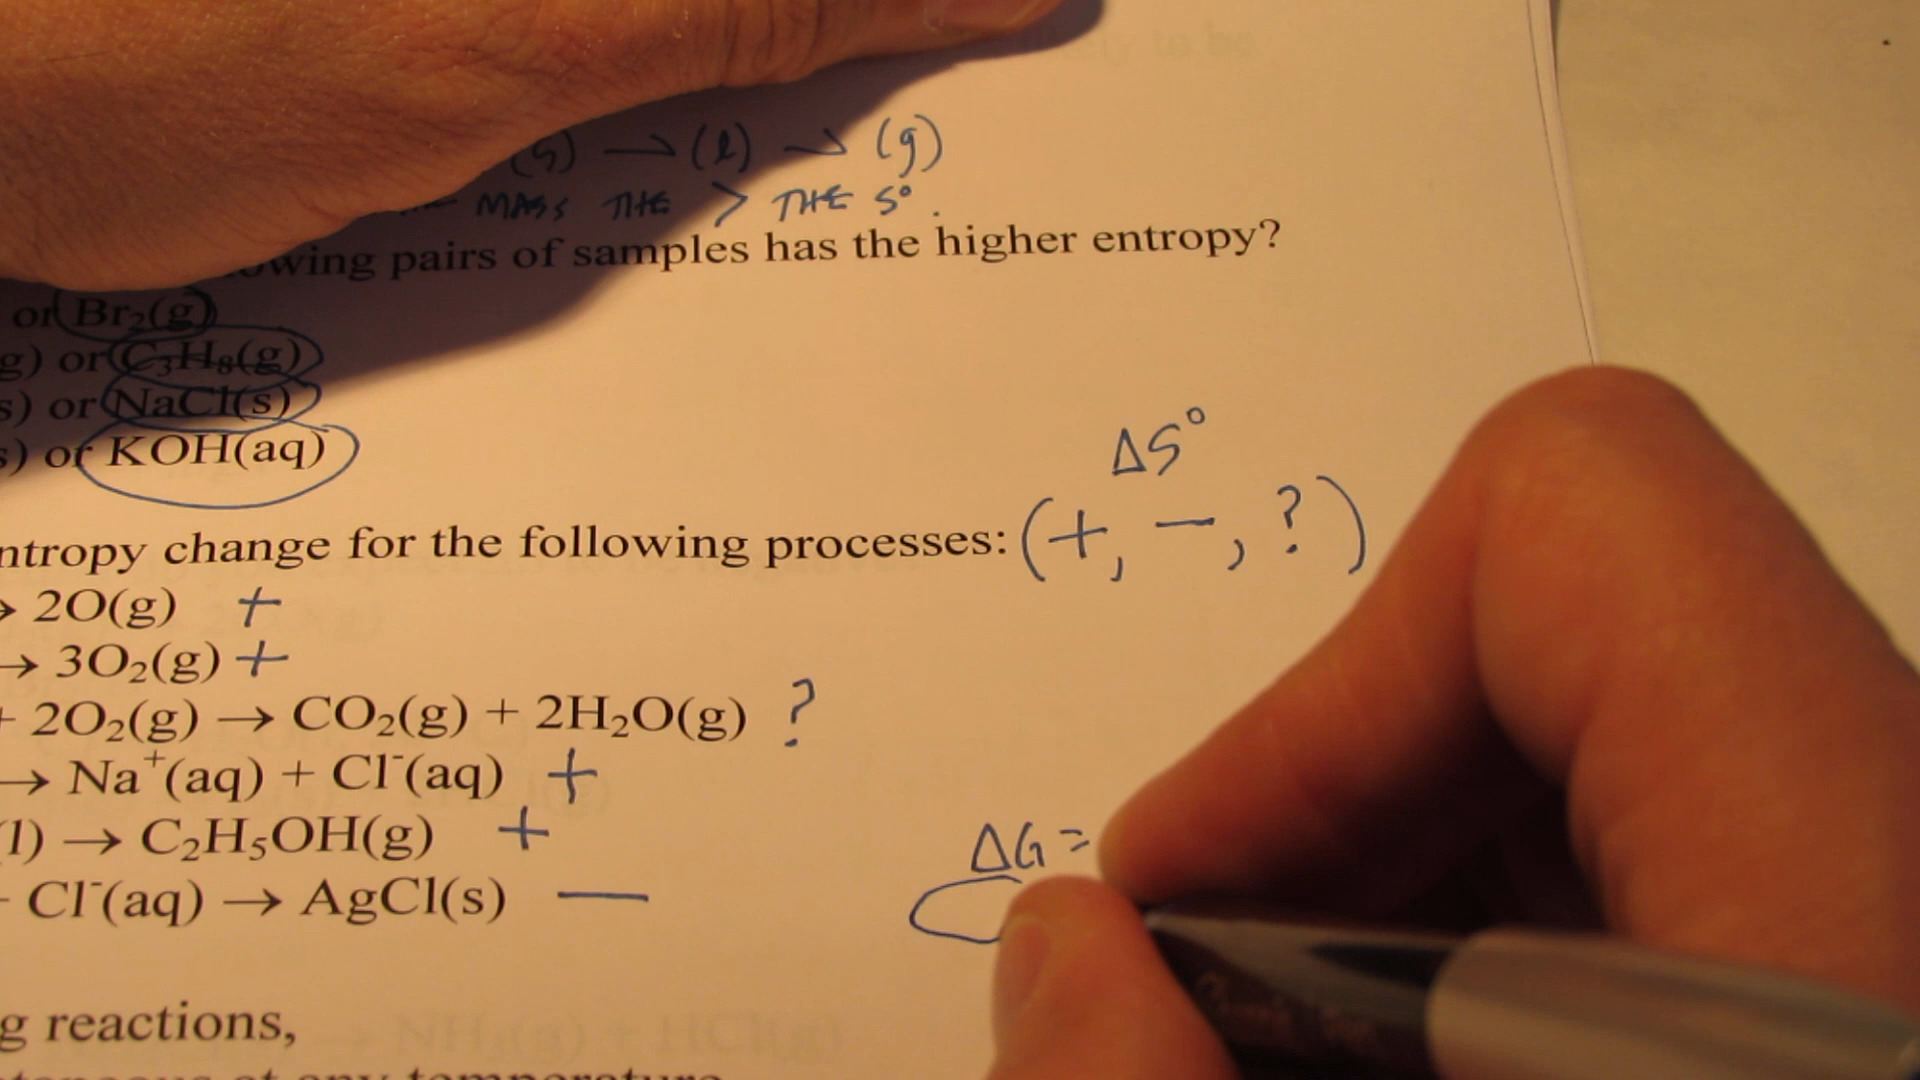 (s) → (l) → (g)
MASS THE > THE S°.
owing pairs of samples has the higher entropy?
or Br₂(g)
g) or C₃H₈(g)
s) or NaCl(s)
s) or KOH(aq)
ΔS°
ntropy change for the following processes: (+, −, ?)
→ 2O(g) +
→ 3O₂(g) +
+ 2O₂(g) → CO₂(g) + 2H₂O(g) ?
→ Na⁺(aq) + Cl⁻(aq) +
(l) → C₂H₅OH(g) +
ΔG =
- Cl⁻(aq) → AgCl(s) —
g reactions,